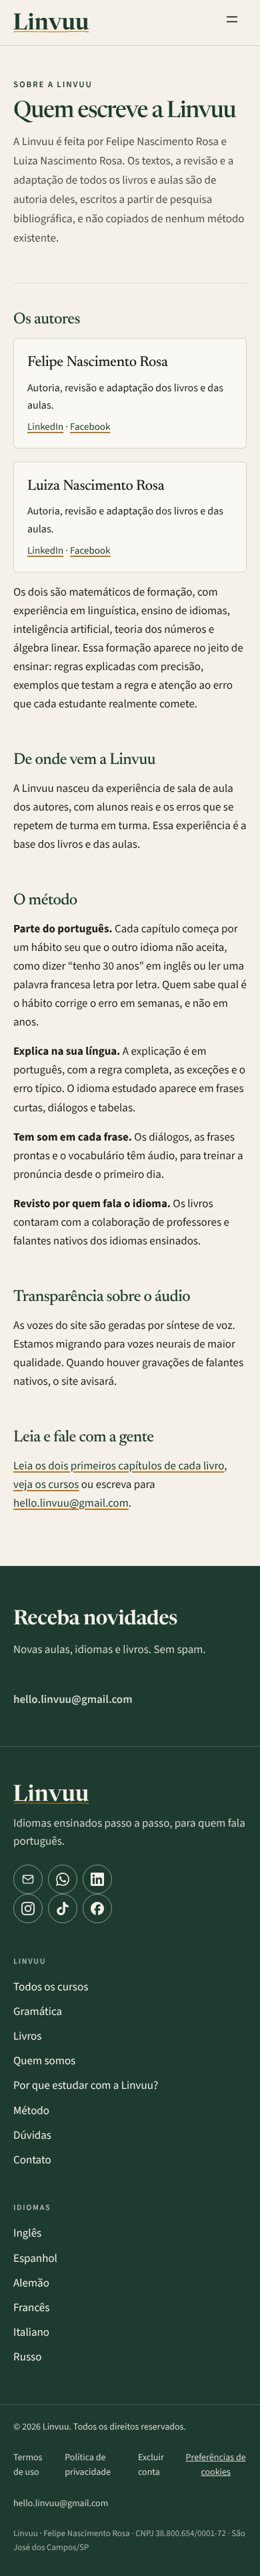 Linvuu
SOBRE A LINVUU
Quem escreve a Linvuu
A Linvuu é feita por Felipe Nascimento Rosa e
Luiza Nascimento Rosa. Os textos, a revisão e a
adaptação de todos os livros e aulas são de
autoria deles, escritos a partir de pesquisa
bibliográfica, e não copiados de nenhum método
existente.
Os autores
Felipe Nascimento Rosa
Autoria, revisão e adaptação dos livros e das
aulas.
LinkedIn · Facebook
Luiza Nascimento Rosa
Autoria, revisão e adaptação dos livros e das
aulas.
LinkedIn · Facebook
Os dois são matemáticos de formação, com
experiência em linguística, ensino de idiomas,
inteligência artificial, teoria dos números e
álgebra linear. Essa formação aparece no jeito de
ensinar: regras explicadas com precisão,
exemplos que testam a regra e atenção ao erro
que cada estudante realmente comete.
De onde vem a Linvuu
A Linvuu nasceu da experiência de sala de aula
dos autores, com alunos reais e os erros que se
repetem de turma em turma. Essa experiência é a
base dos livros e das aulas.
O método
Parte do português. Cada capítulo começa por
um hábito seu que o outro idioma não aceita,
como dizer “tenho 30 anos” em inglês ou ler uma
palavra francesa letra por letra. Quem sabe qual é
o hábito corrige o erro em semanas, e não em
anos.
Explica na sua língua. A explicação é em
português, com a regra completa, as exceções e o
erro típico. O idioma estudado aparece em frases
curtas, diálogos e tabelas.
Tem som em cada frase. Os diálogos, as frases
prontas e o vocabulário têm áudio, para treinar a
pronúncia desde o primeiro dia.
Revisto por quem fala o idioma. Os livros
contaram com a colaboração de professores e
falantes nativos dos idiomas ensinados.
Transparência sobre o áudio
As vozes do site são geradas por síntese de voz.
Estamos migrando para vozes neurais de maior
qualidade. Quando houver gravações de falantes
nativos, o site avisará.
Leia e fale com a gente
Leia os dois primeiros capítulos de cada livro,
veja os cursos ou escreva para
hello.linvuu@gmail.com.
Receba novidades
Novas aulas, idiomas e livros. Sem spam.
hello.linvuu@gmail.com
Linvuu
Idiomas ensinados passo a passo, para quem fala
português.
LINVUU
Todos os cursos
Gramática
Livros
Quem somos
Por que estudar com a Linvuu?
Método
Dúvidas
Contato
IDIOMAS
Inglês
Espanhol
Alemão
Francês
Italiano
Russo
© 2026 Linvuu. Todos os direitos reservados.
Termos de uso
Política de privacidade
Excluir conta
Preferências de cookies
hello.linvuu@gmail.com
Linvuu · Felipe Nascimento Rosa · CNPJ 38.800.654/0001-72 · São
José dos Campos/SP